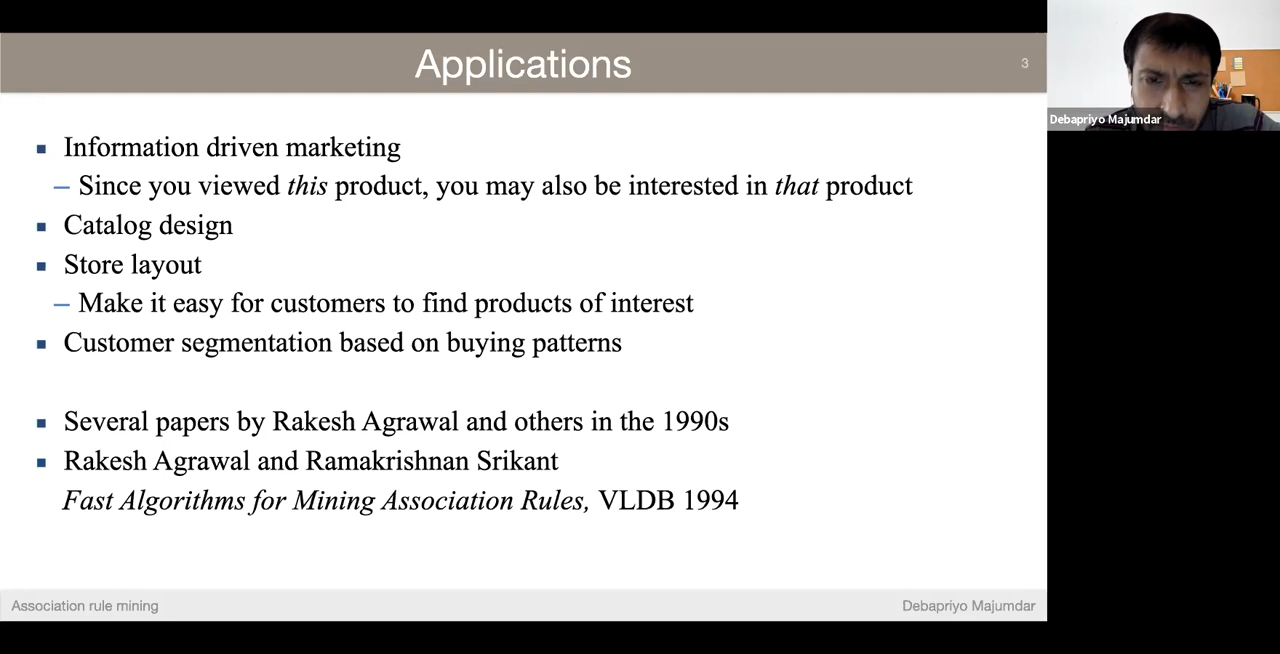 Applications
3
Information driven marketing
– Since you viewed this product, you may also be interested in that product
Catalog design
Store layout
– Make it easy for customers to find products of interest
Customer segmentation based on buying patterns
Several papers by Rakesh Agrawal and others in the 1990s
Rakesh Agrawal and Ramakrishnan Srikant
Fast Algorithms for Mining Association Rules, VLDB 1994
Association rule mining
Debapriyo Majumdar
Debapriyo Majumdar